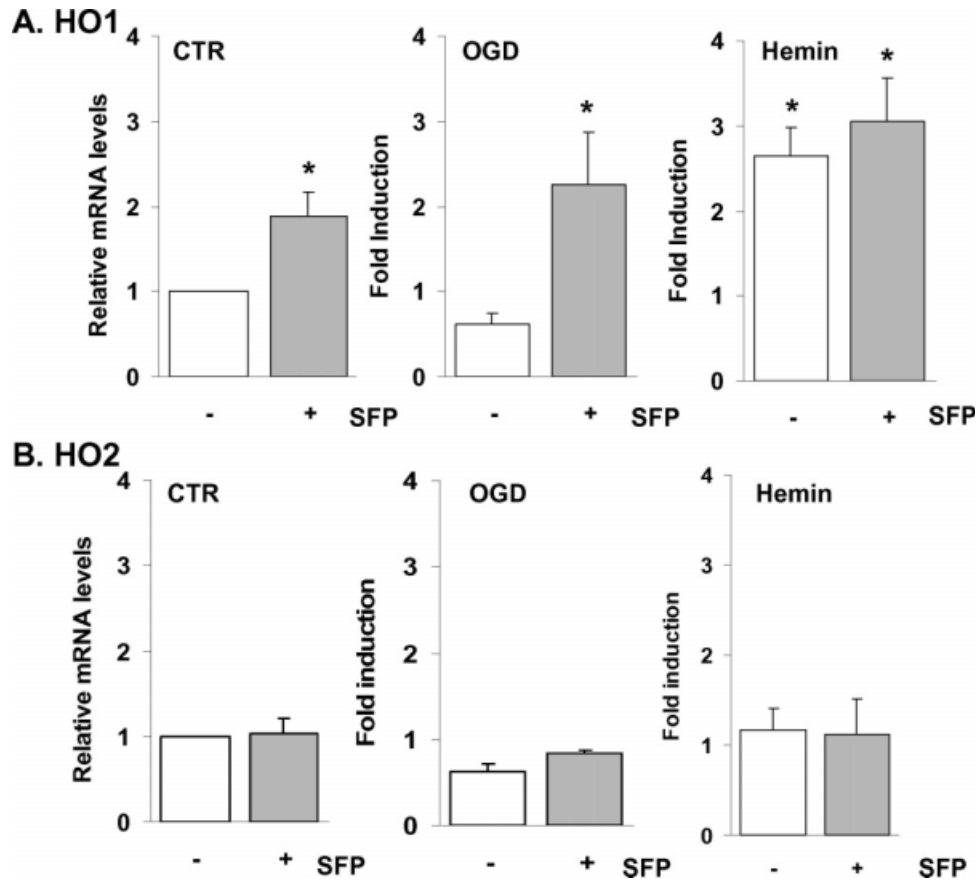 A. HO1
CTR
Relative mRNA levels
4
3
2
1
0
*
- + SFP
OGD
Fold Induction
4
3
2
1
0
*
- + SFP
Hemin
Fold Induction
4
3
2
1
0
* *
- + SFP
B. HO2
CTR
Relative mRNA levels
4
3
2
1
0
- + SFP
OGD
Fold induction
4
3
2
1
0
- + SFP
Hemin
Fold induction
4
3
2
1
0
- + SFP